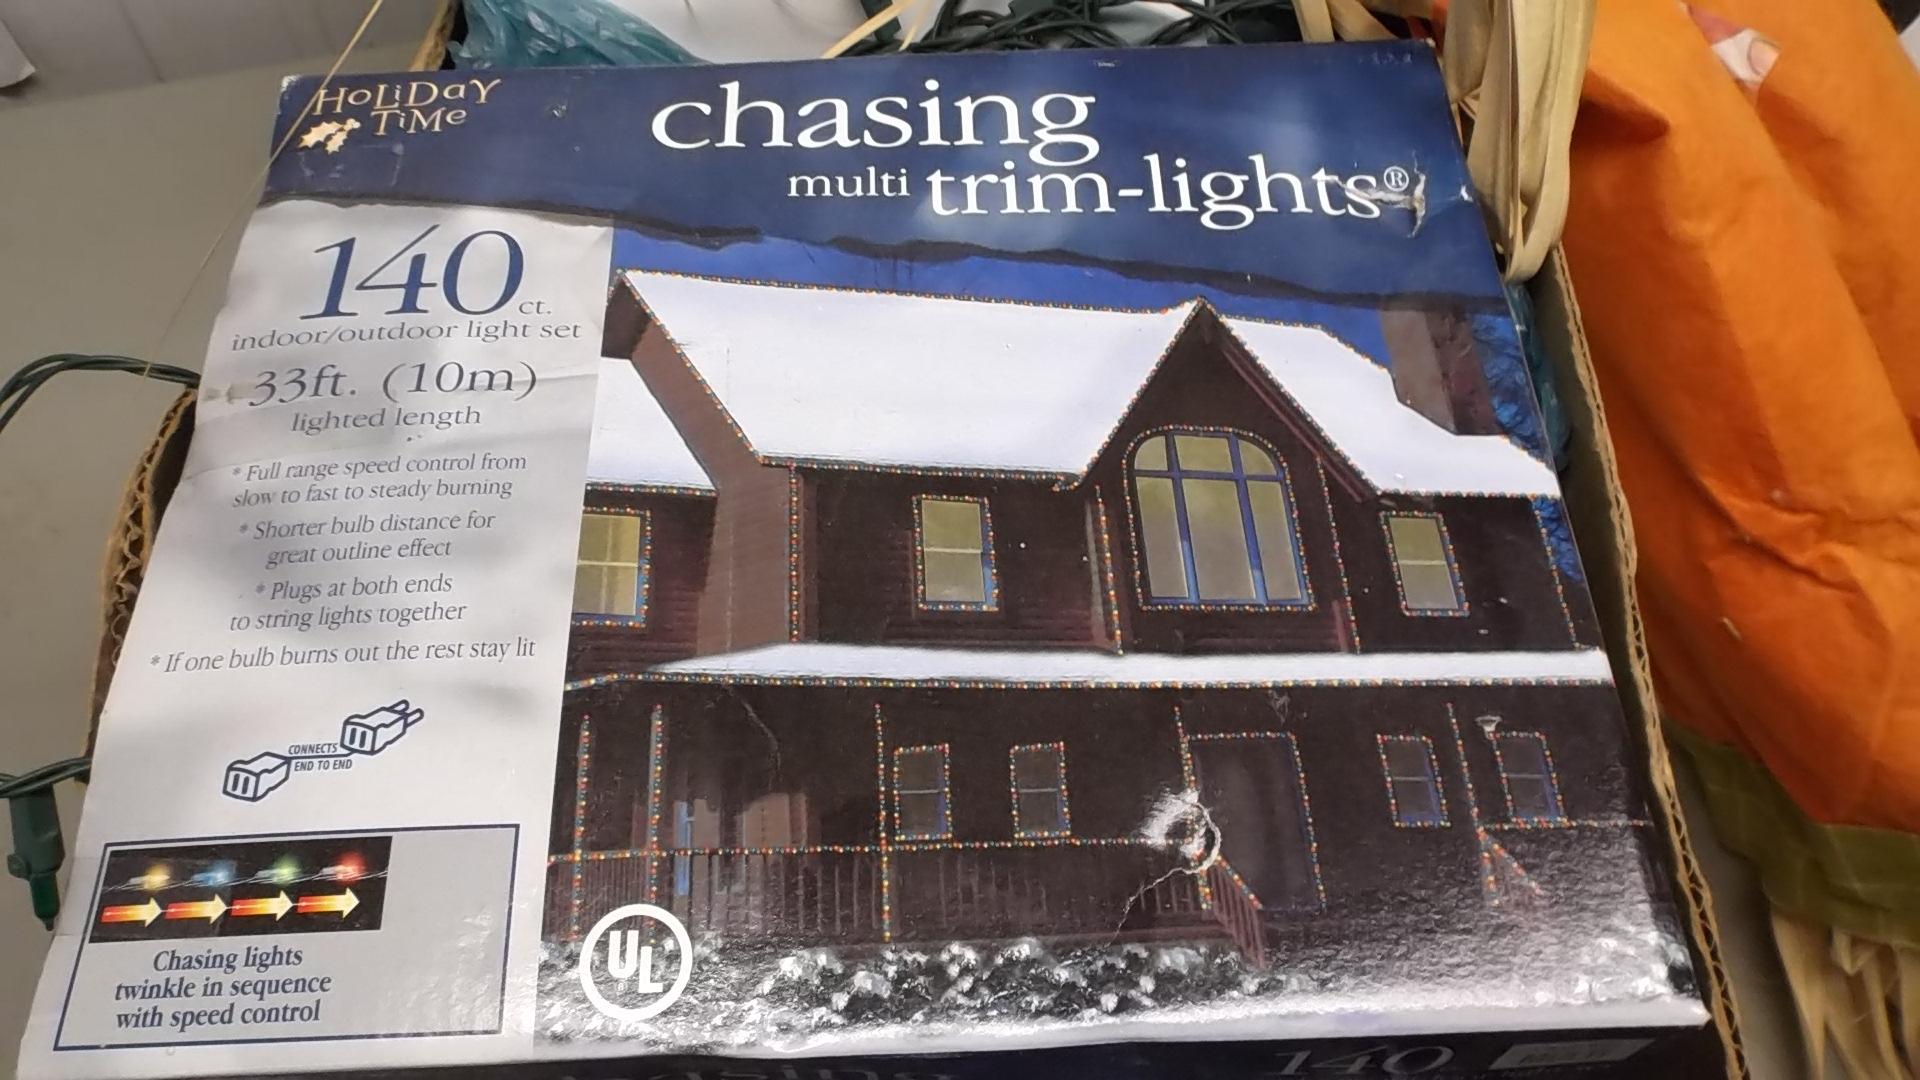 HOLiDaY
TiMe
chasing
multi trim-lights®
140 ct.
indoor/outdoor light set
33ft. (10m)
lighted length
* Full range speed control from
slow to fast to steady burning
* Shorter bulb distance for
great outline effect
* Plugs at both ends
to string lights together
* If one bulb burns out the rest stay lit
CONNECTS
END TO END
Chasing lights
twinkle in sequence
with speed control
UL
140